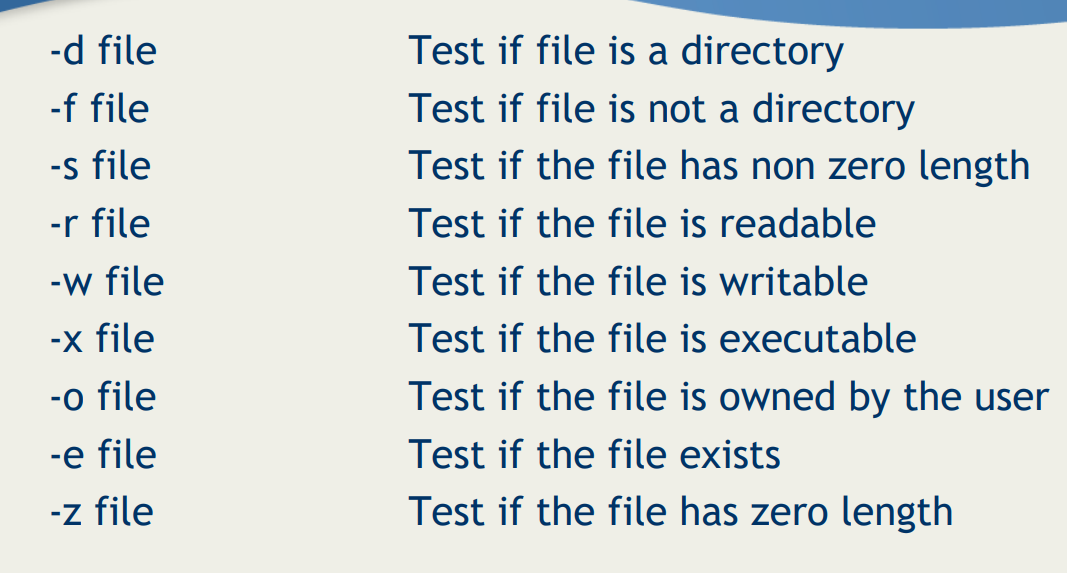 -d file Test if file is a directory
-f file Test if file is not a directory
-s file Test if the file has non zero length
-r file Test if the file is readable
-w file Test if the file is writable
-x file Test if the file is executable
-o file Test if the file is owned by the user
-e file Test if the file exists
-z file Test if the file has zero length